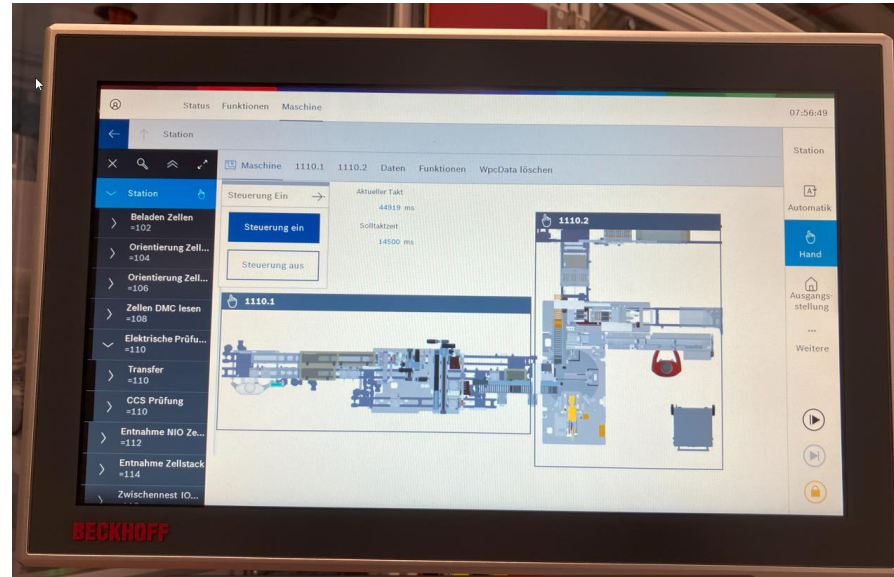 Status Funktionen Maschine
07:56:49
Station
Station
Maschine 1110.1 1110.2 Daten Funktionen WpcData löschen
Station
Beladen Zellen
=102
Orientierung Zell...
=104
Orientierung Zell...
=106
Zellen DMC lesen
=108
Elektrische Prüfu...
=110
Transfer
=110
CCS Prüfung
=110
Entnahme NIO Ze...
=112
Entnahme Zellstack
=114
Zwischennest IO...
Steuerung Ein
Steuerung ein
Steuerung aus
Aktueller Takt
44919 ms
Solltaktzeit
14500 ms
1110.1
1110.2
Automatik
Hand
Ausgangs-
stellung
Weitere
BECKHOFF